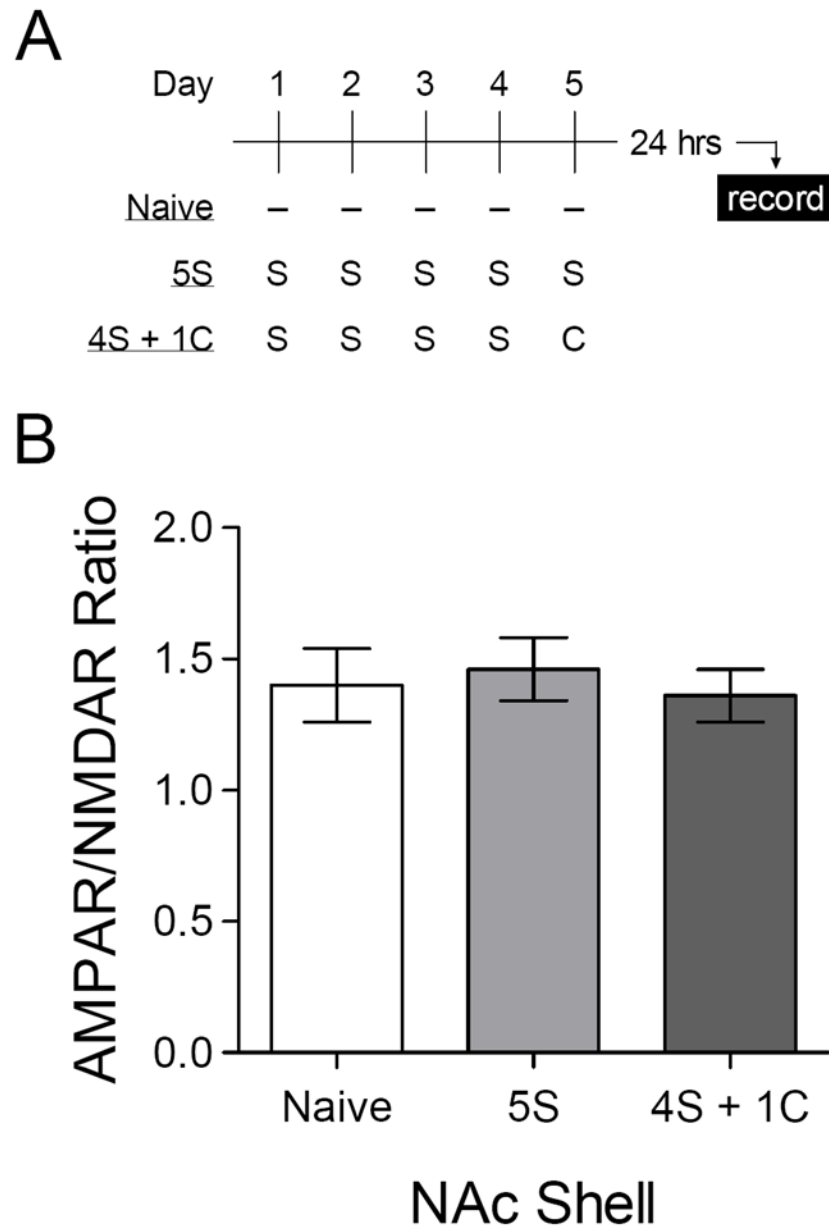 A
Day 1 2 3 4 5
24 hrs
record
Naive – – – – –
5S S S S S S
4S + 1C S S S S C
B
AMPAR/NMDAR Ratio
2.0
1.5
1.0
0.5
0.0
Naive 5S 4S + 1C
NAc Shell